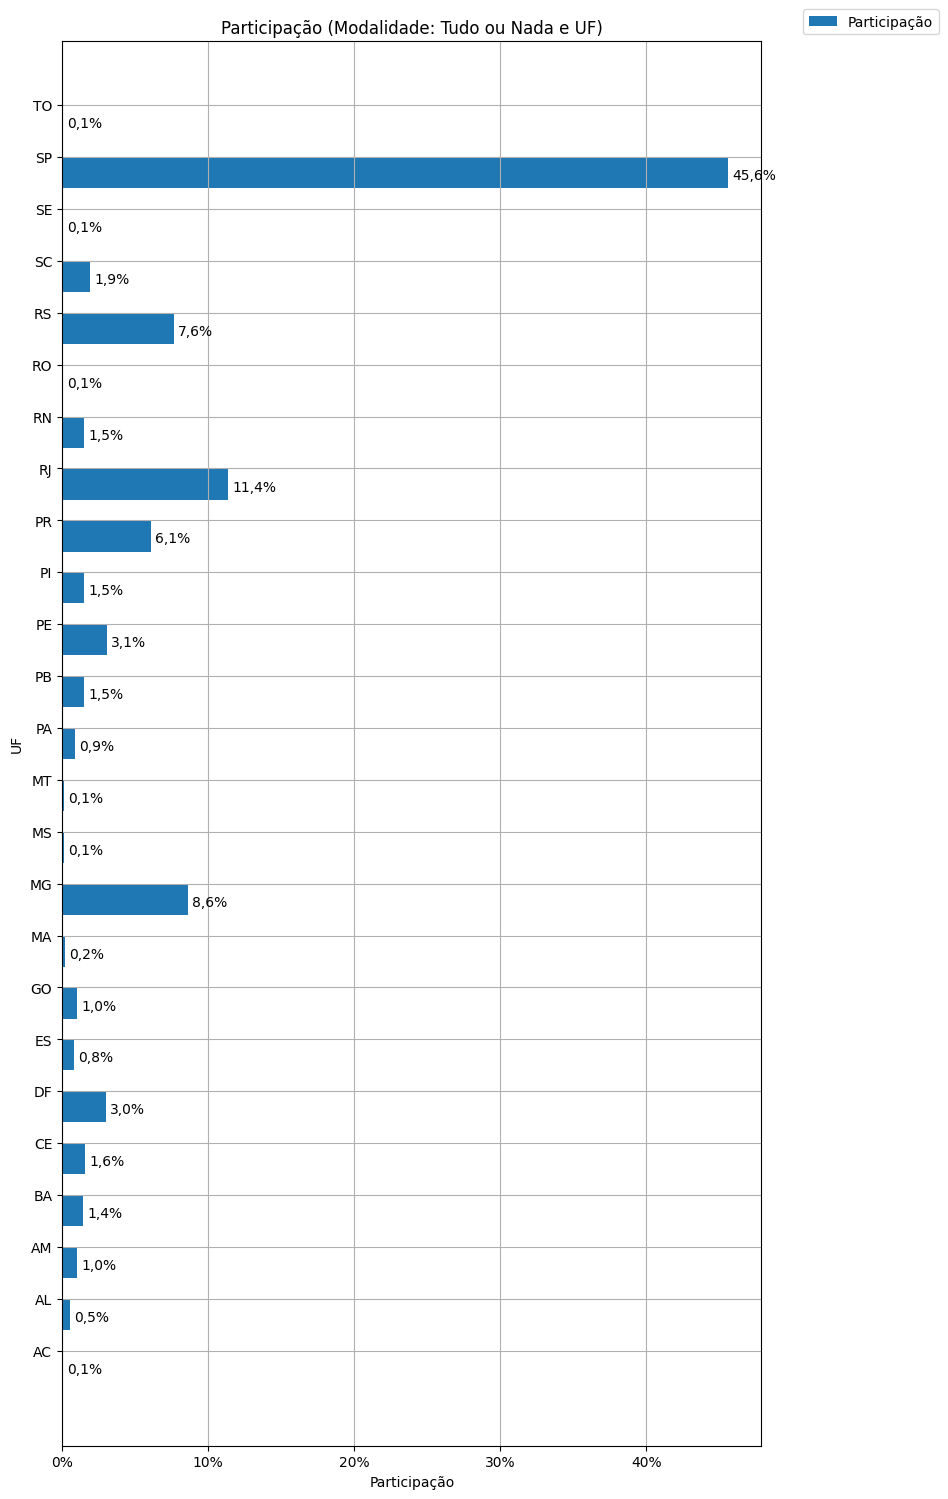 Participação (Modalidade: Tudo ou Nada e UF)
Participação
TO
0,1%
SP
45,6%
SE
0,1%
SC
1,9%
RS
7,6%
RO
0,1%
RN
1,5%
RJ
11,4%
PR
6,1%
PI
1,5%
PE
3,1%
PB
1,5%
PA
0,9%
UF
MT
0,1%
MS
0,1%
MG
8,6%
MA
0,2%
GO
1,0%
ES
0,8%
DF
3,0%
CE
1,6%
BA
1,4%
AM
1,0%
AL
0,5%
AC
0,1%
0% 10% 20% 30% 40%
Participação